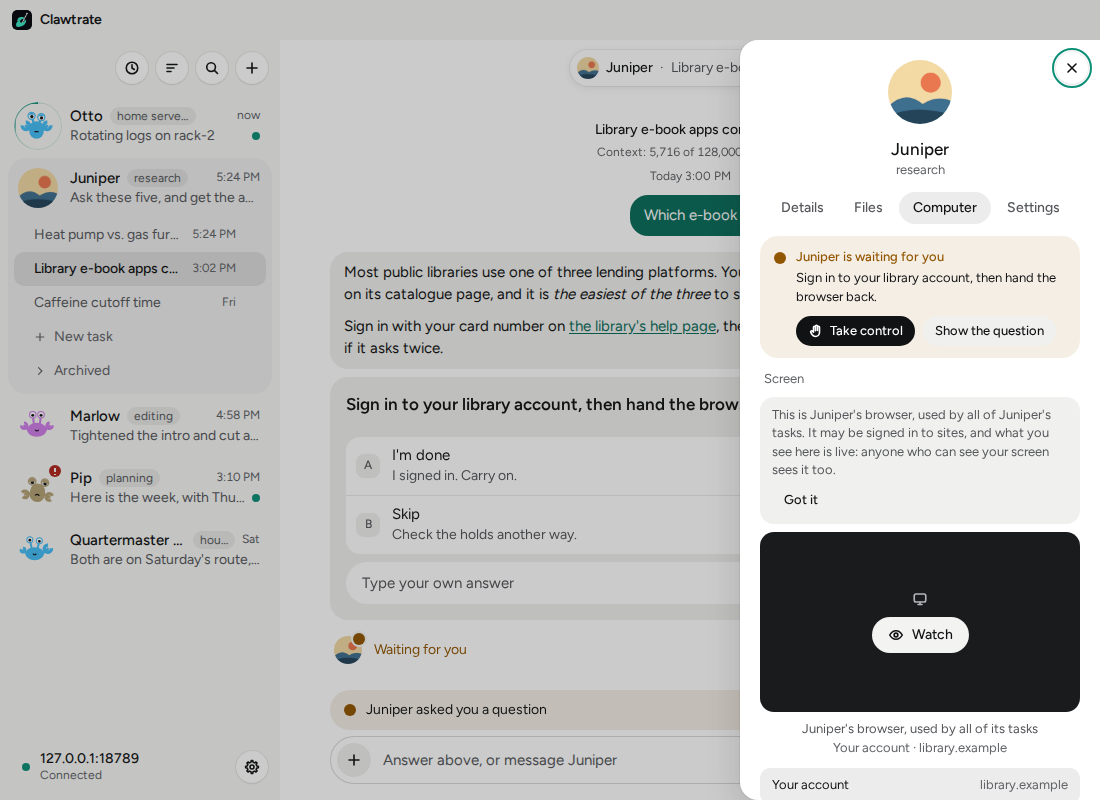 Clawtrate
Otto home serve... now
Rotating logs on rack-2
Juniper research 5:24 PM
Ask these five, and get the a...
Heat pump vs. gas fur... 5:24 PM
Library e-book apps c... 3:02 PM
Caffeine cutoff time Fri
New task
Archived
Marlow editing 4:58 PM
Tightened the intro and cut a...
Pip planning 3:10 PM
Here is the week, with Thu...
Quartermaster ... hou... Sat
Both are on Saturday's route,...
127.0.0.1:18789
Connected
Juniper · Library e-b
Library e-book apps co
Context: 5,716 of 128,000
Today 3:00 PM
Which e-book
Most public libraries use one of three lending platforms. You
on its catalogue page, and it is the easiest of the three to s
Sign in with your card number on the library's help page, the
if it asks twice.
Sign in to your library account, then hand the brow
A I'm done
I signed in. Carry on.
B Skip
Check the holds another way.
Type your own answer
Waiting for you
Juniper asked you a question
Answer above, or message Juniper
Juniper
research
Details Files Computer Settings
Juniper is waiting for you
Sign in to your library account, then hand the
browser back.
Take control Show the question
Screen
This is Juniper's browser, used by all of Juniper's
tasks. It may be signed in to sites, and what you
see here is live: anyone who can see your screen
sees it too.
Got it
Watch
Juniper's browser, used by all of its tasks
Your account · library.example
Your account library.example